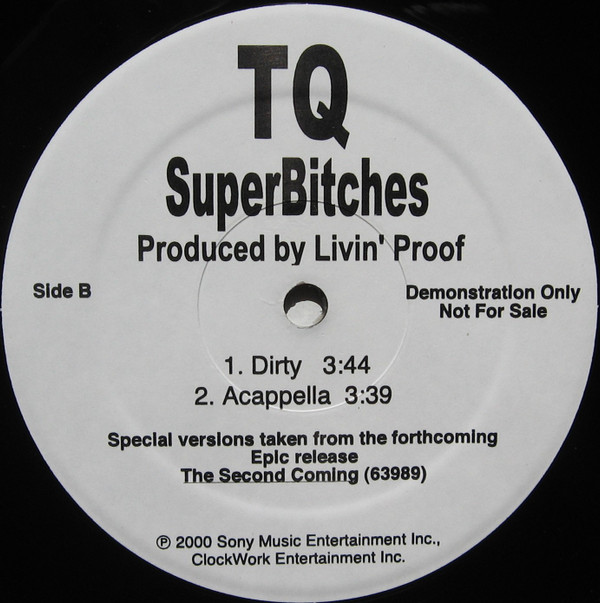 TQ
SuperBitches
Produced by Livin' Proof
Side B
Demonstration Only
Not For Sale
1. Dirty 3:44
2. Acappella 3:39
Special versions taken from the forthcoming
Epic release
The Second Coming (63989)
℗ 2000 Sony Music Entertainment Inc.,
ClockWork Entertainment Inc.